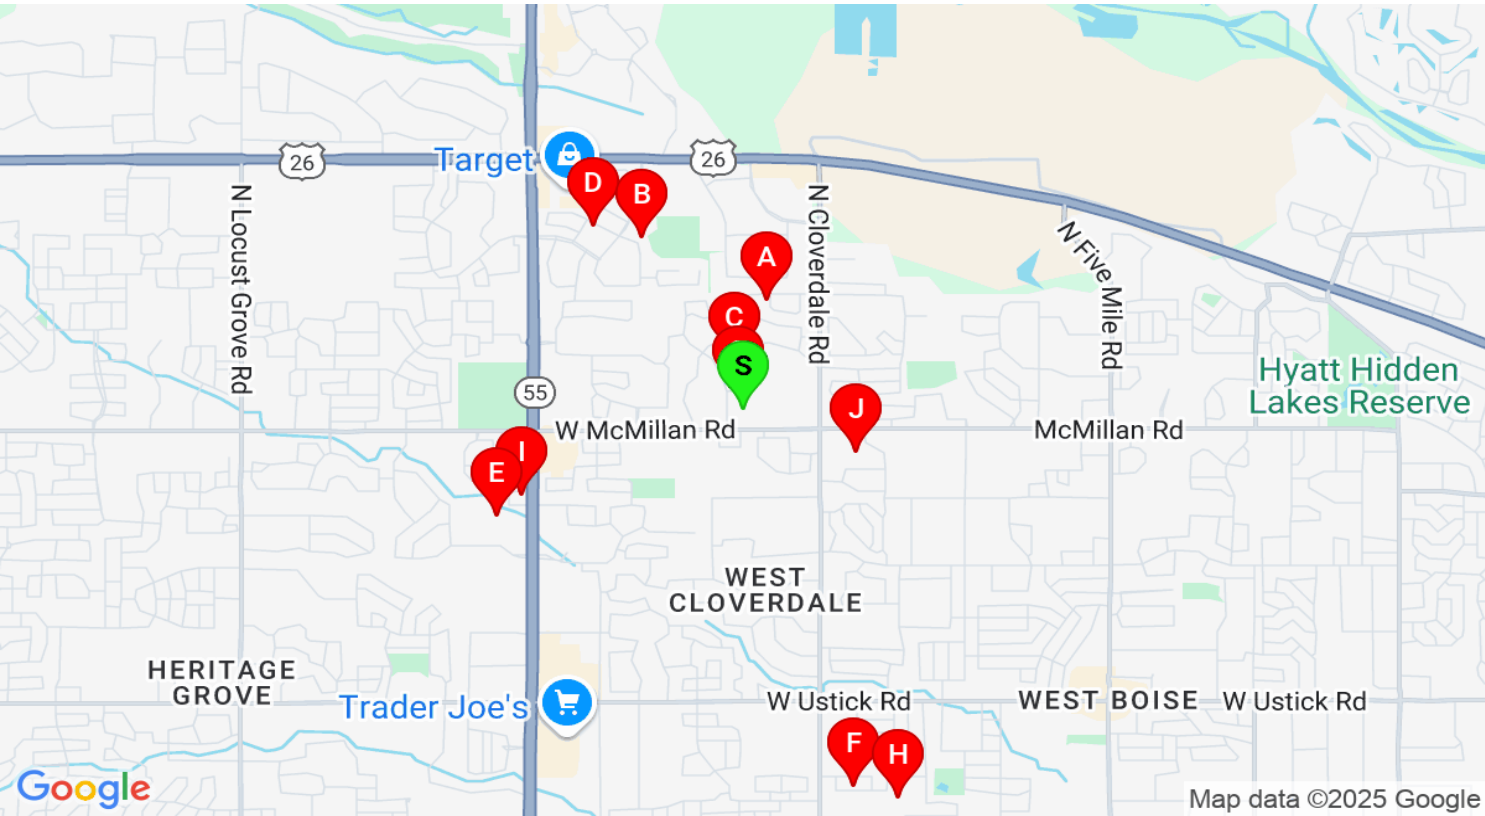 26
26
Target
D
B
N Locust Grove Rd
N Cloverdale Rd
A
N Five Mile Rd
C
S
55
Hyatt Hidden
Lakes Reserve
J
W McMillan Rd
McMillan Rd
I
E
WEST
CLOVERDALE
HERITAGE
GROVE
Trader Joe's
W Ustick Rd
WEST BOISE
W Ustick Rd
F
H
Google
Map data ©2025 Google